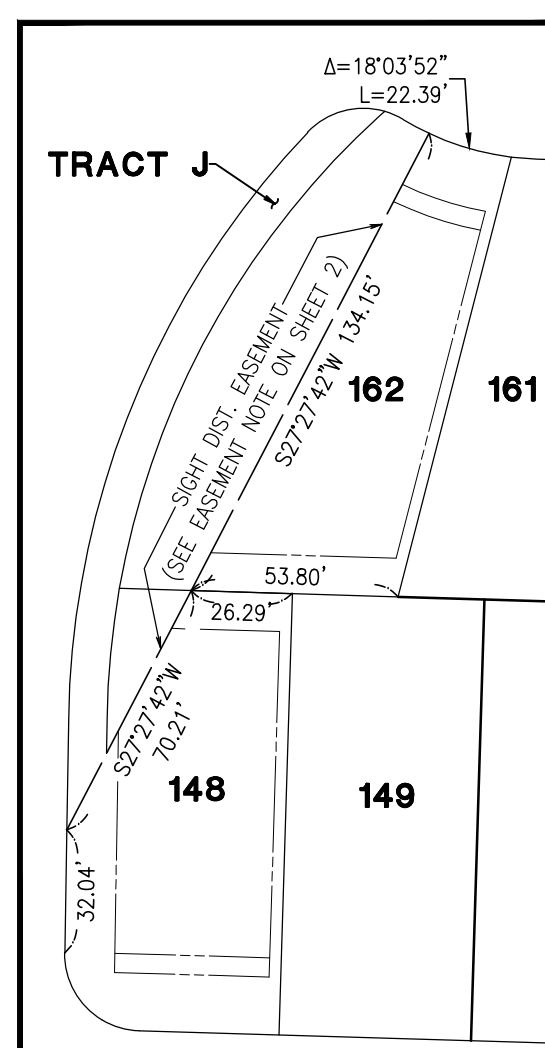 Δ=18°03'52"
L=22.39'
TRACT J
SIGHT DIST. EASEMENT
(SEE EASEMENT NOTE ON SHEET 2)
S27°27'42"W 134.15'
162
161
53.80'
26.29'
S27°27'42"W
70.21'
148
149
32.04'